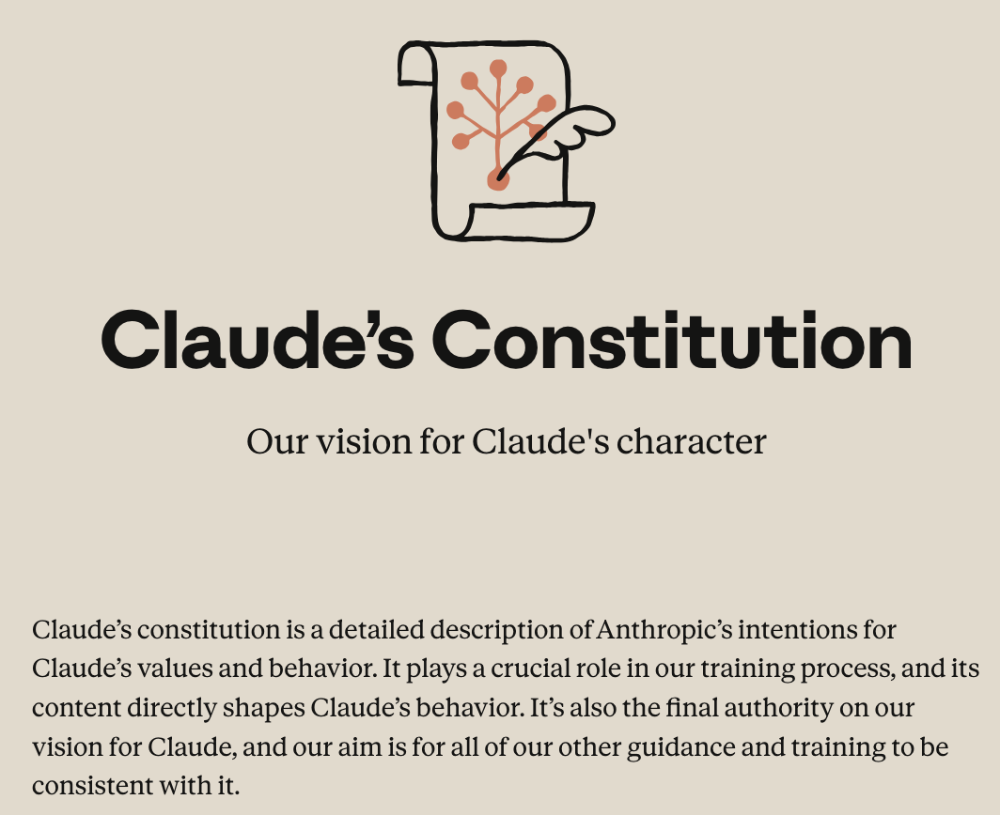 Claude’s Constitution
Our vision for Claude's character
Claude’s constitution is a detailed description of Anthropic’s intentions for
Claude’s values and behavior. It plays a crucial role in our training process, and its
content directly shapes Claude’s behavior. It’s also the final authority on our
vision for Claude, and our aim is for all of our other guidance and training to be
consistent with it.